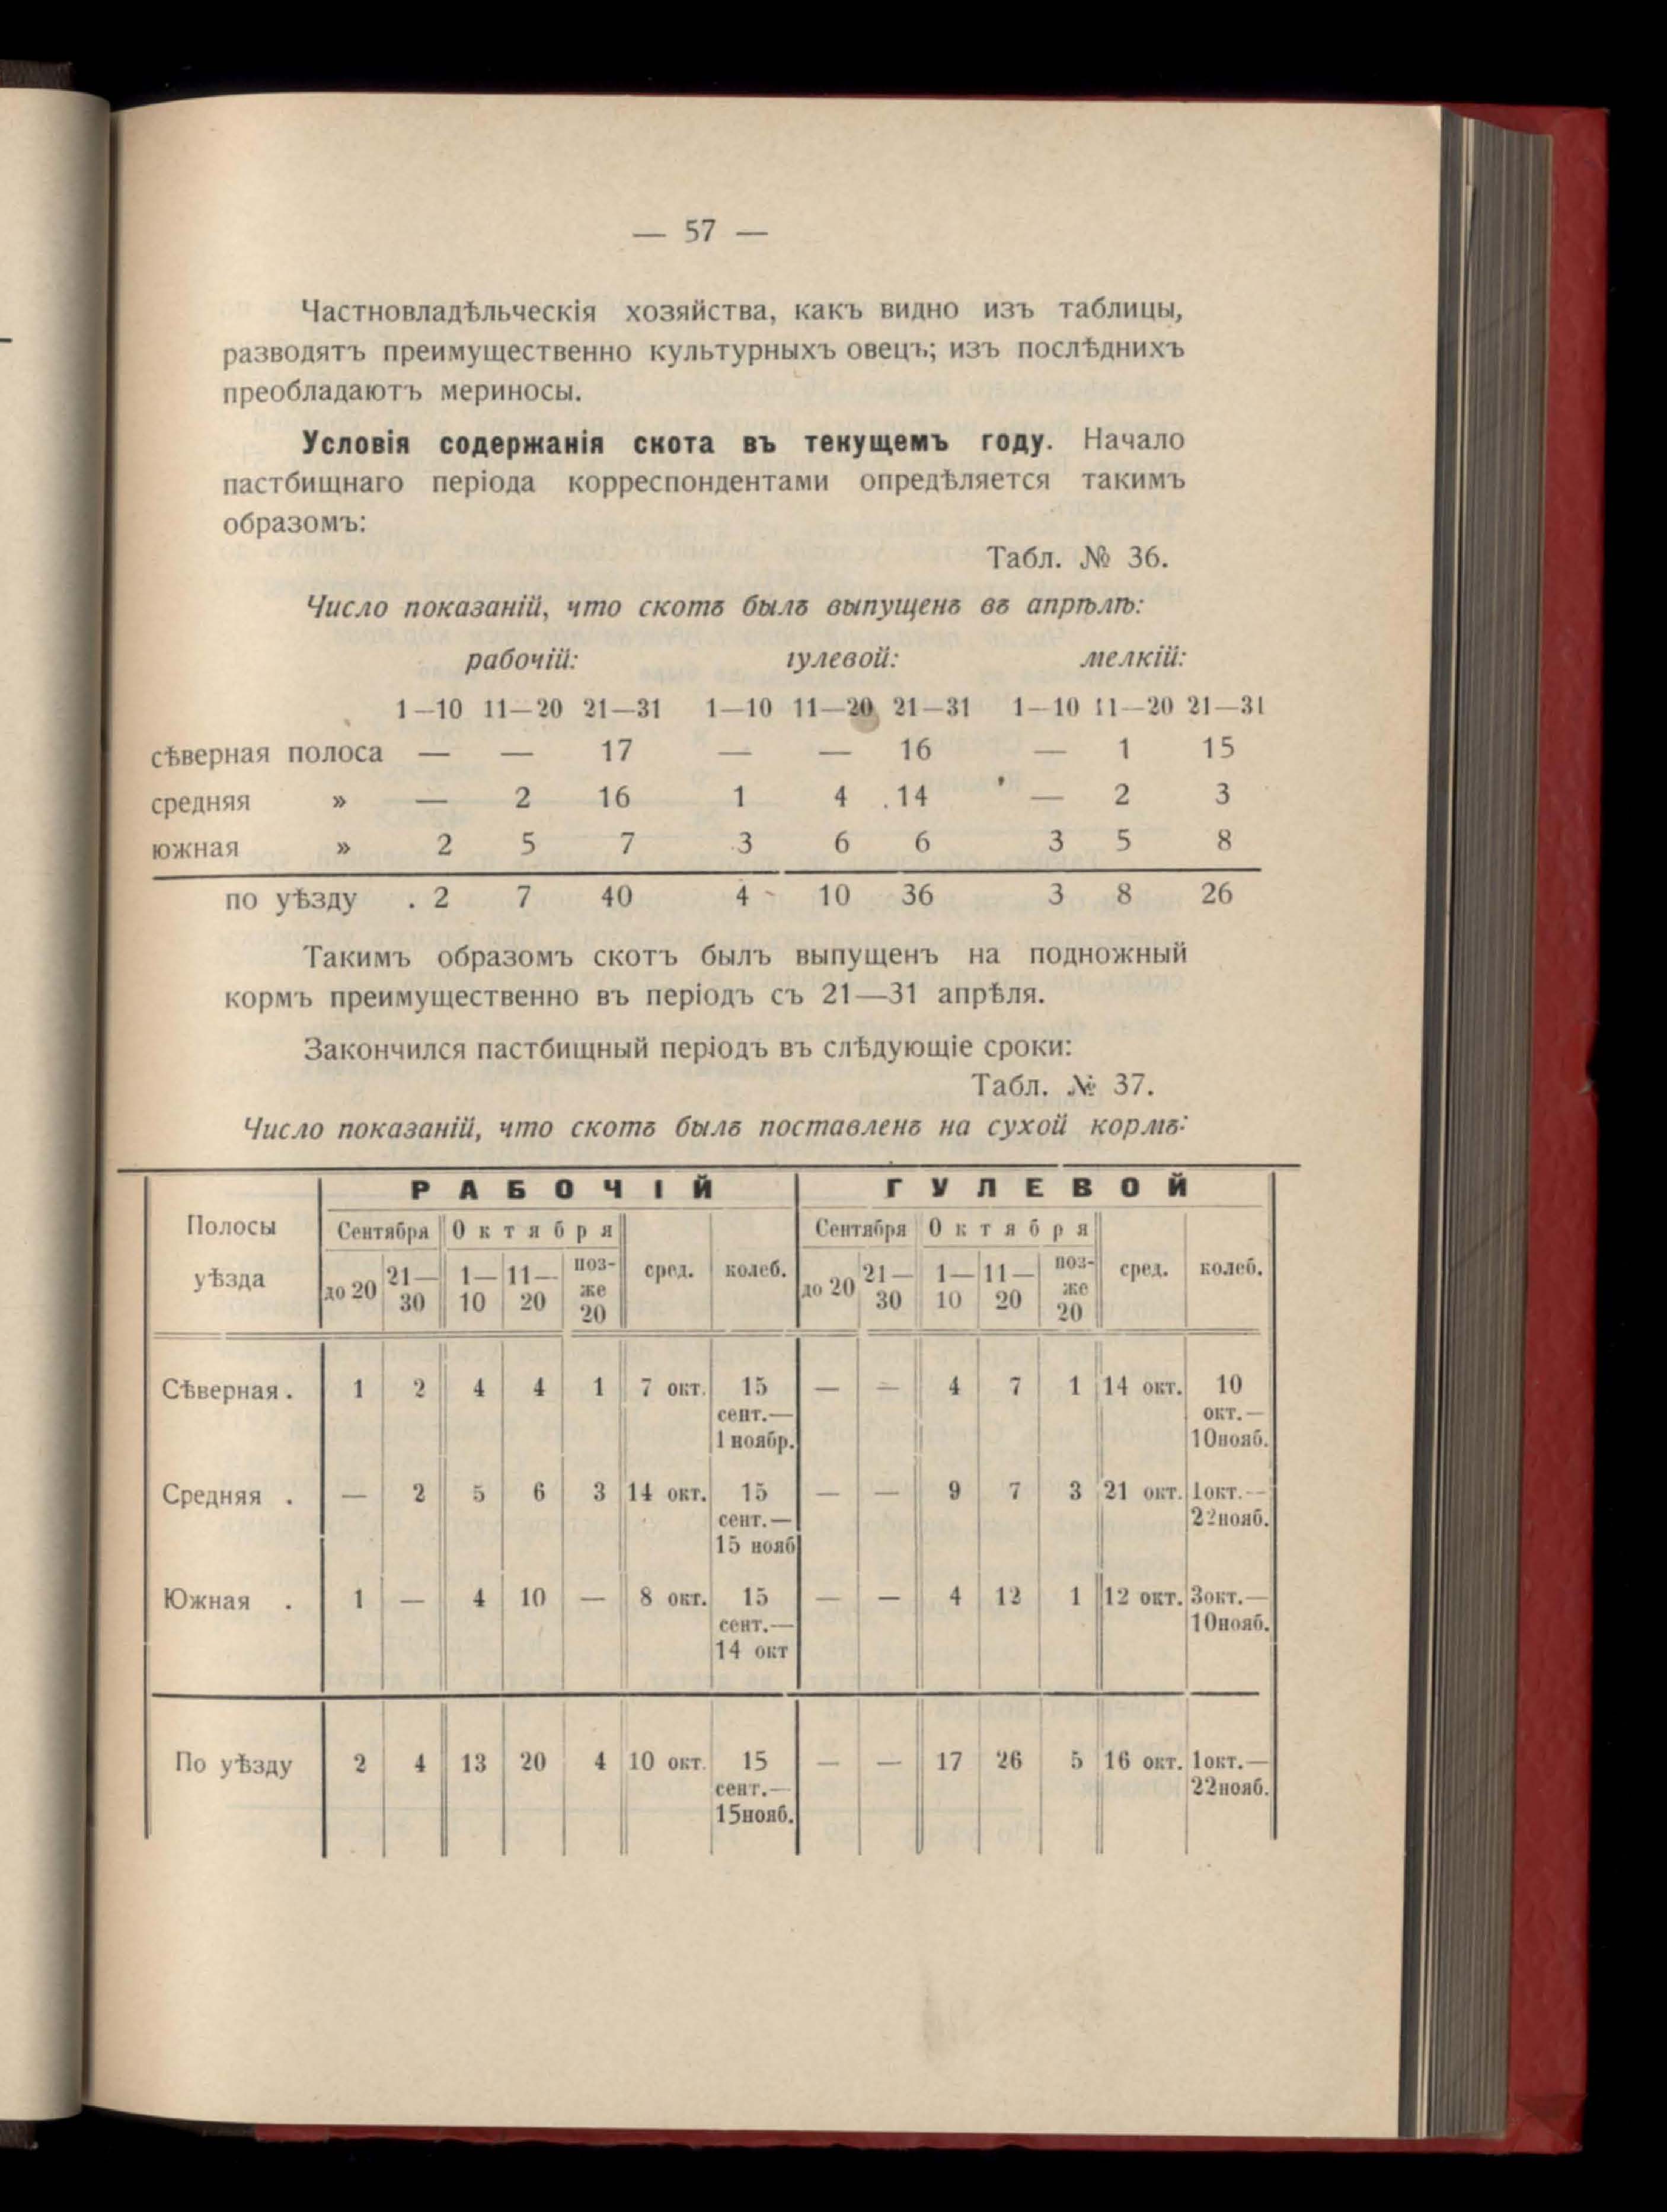 — 57 —
Частновладѣльческія хозяйства, какъ видно изъ таблицы,
разводятъ преимущественно культурныхъ овецъ; изъ послѣднихъ
преобладаютъ мериносы.
Условія содержанія скота въ текущемъ году. Начало
пастбищнаго періода корреспондентами опредѣляется такимъ
образомъ:
Табл. № 36.
Число показаній, что скотъ былъ выпущенъ въ апрѣлѣ:
рабочій: гулевой: мелкій:
1—10 11—20 21—31 1—10 11—20 21—31 1—10 11—20 21—31
сѣверная полоса — — 17 — — 16 — 1 15
средняя » — 2 16 1 4 14 — 2 3
южная » 2 5 7 3 6 6 3 5 8
по уѣзду . 2 7 40 4 10 36 3 8 26
Такимъ образомъ скотъ былъ выпущенъ на подножный
кормъ преимущественно въ періодъ съ 21—31 апрѣля.
Закончился пастбищный періодъ въ слѣдующіе сроки:
Табл. № 37.
Число показаній, что скотъ былъ поставленъ на сухой кормъ:
РАБОЧІЙ ГУЛЕВОЙ
Полосы уѣзда Сентября Октября сред. колеб. Сентября Октября сред. колеб.
до 20 21—30 1—10 11—20 позже 20 до 20 21—30 1—10 11—20 позже 20
Сѣверная . 1 2 4 4 1 7 окт. 15 — — 4 7 1 14 окт. 10
сент.— окт.—
1 ноябр. 10нояб.
Средняя . — 2 5 6 3 14 окт. 15 — — 9 7 3 21 окт. 1окт.—
сент.— 22нояб.
15 нояб
Южная . 1 — 4 10 — 8 окт. 15 — — 4 12 1 12 окт. 3окт.—
сент.— 10нояб.
14 окт
По уѣзду 2 4 13 20 4 10 окт. 15 — — 17 26 5 16 окт. 1окт.—
сент.— 22нояб.
15нояб.